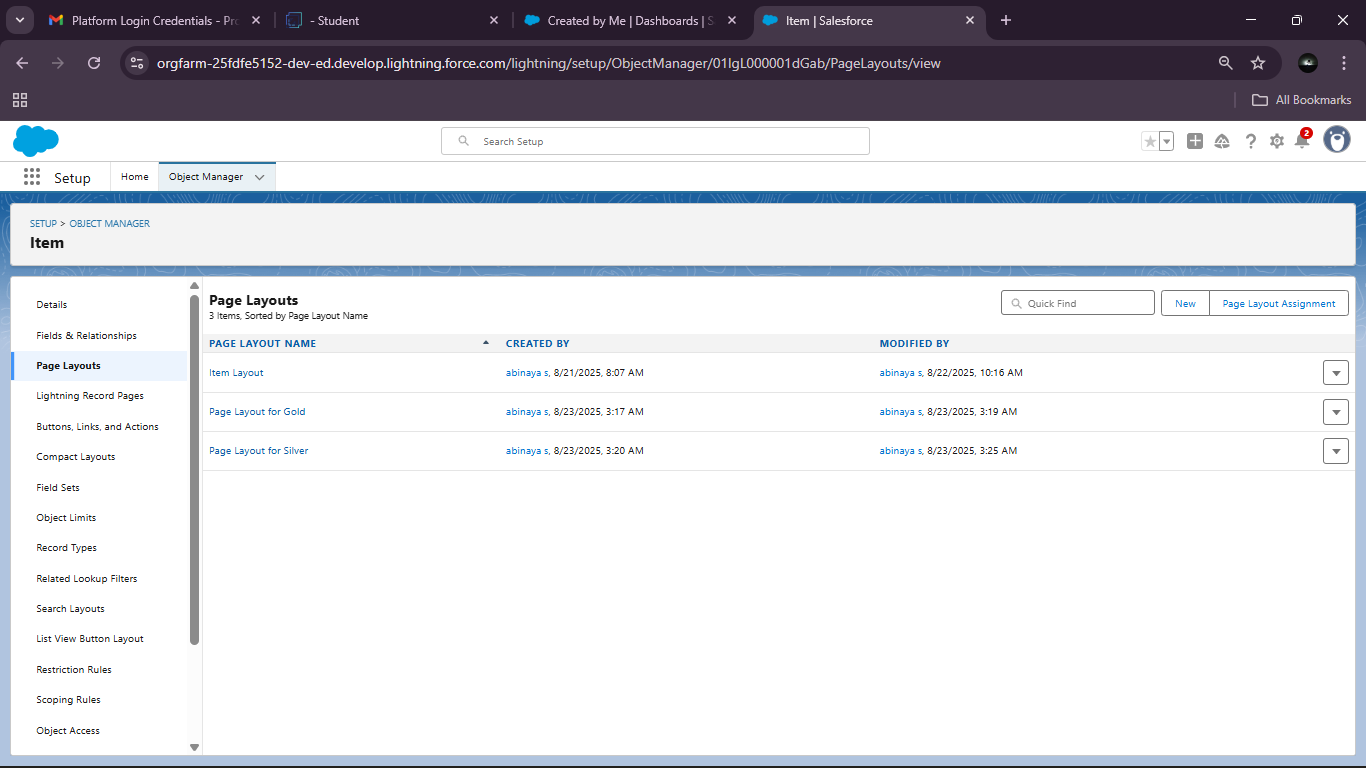 Platform Login Credentials - Pro
- Student
Created by Me | Dashboards | S
Item | Salesforce
orgfarm-25fdfe5152-dev-ed.develop.lightning.force.com/lightning/setup/ObjectManager/01IgL000001dGab/PageLayouts/view
All Bookmarks
Search Setup
2
Setup
Home
Object Manager
SETUP > OBJECT MANAGER
Item
Details
Fields & Relationships
Page Layouts
Lightning Record Pages
Buttons, Links, and Actions
Compact Layouts
Field Sets
Object Limits
Record Types
Related Lookup Filters
Search Layouts
List View Button Layout
Restriction Rules
Scoping Rules
Object Access
Page Layouts
3 Items, Sorted by Page Layout Name
Quick Find
New
Page Layout Assignment
PAGE LAYOUT NAME CREATED BY MODIFIED BY
Item Layout abinaya s, 8/21/2025, 8:07 AM abinaya s, 8/22/2025, 10:16 AM
Page Layout for Gold abinaya s, 8/23/2025, 3:17 AM abinaya s, 8/23/2025, 3:19 AM
Page Layout for Silver abinaya s, 8/23/2025, 3:20 AM abinaya s, 8/23/2025, 3:25 AM